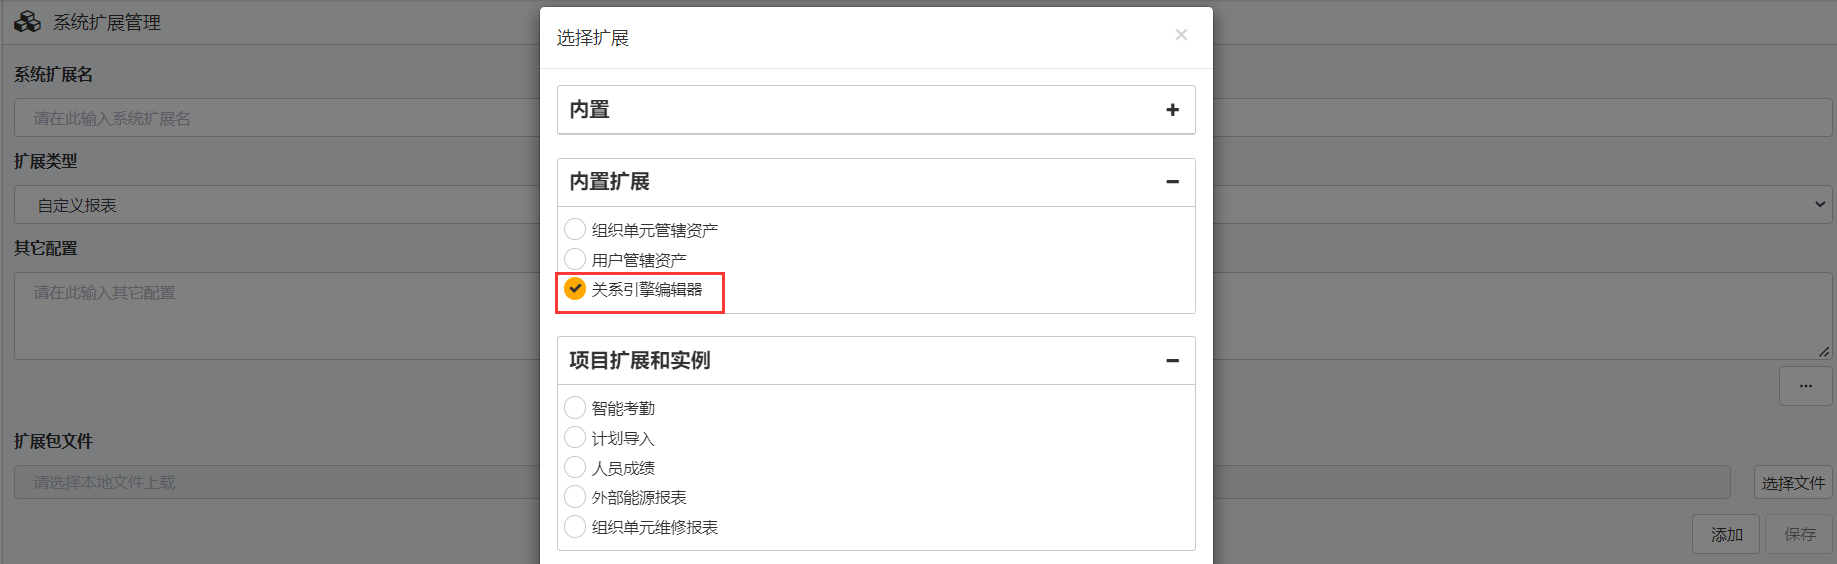 系统扩展管理
系统扩展名
请在此输入系统扩展名
扩展类型
自定义报表
其它配置
请在此输入其它配置
...
扩展包文件
请选择本地文件上载
选择文件
添加
保存
选择扩展
×
内置
+
内置扩展
−
组织单元管辖资产
用户管辖资产
关系引擎编辑器
项目扩展和实例
−
智能考勤
计划导入
人员成绩
外部能源报表
组织单元维修报表